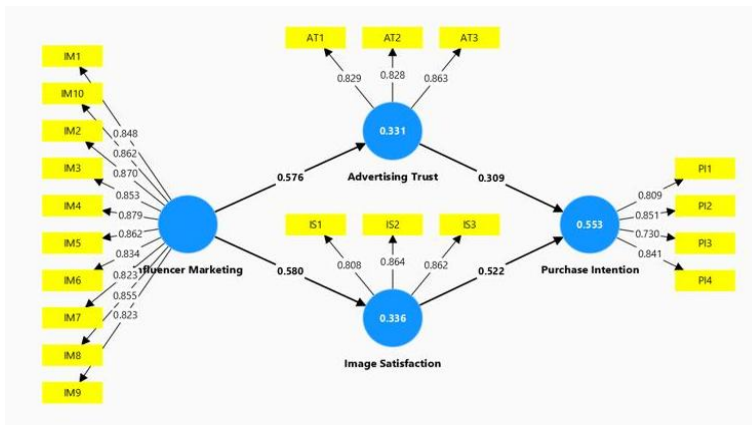 IM1
IM10
IM2
IM3
IM4
IM5
IM6
IM7
IM8
IM9
0.848
0.862
0.870
0.853
0.879
0.862
0.834
0.823
0.855
0.823
nfluencer Marketing
0.576
0.580
AT1
AT2
AT3
0.829
0.828
0.863
0.331
Advertising Trust
0.309
IS1
IS2
IS3
0.808
0.864
0.862
0.336
Image Satisfaction
0.522
0.553
Purchase Intention
0.809
0.851
0.730
0.841
PI1
PI2
PI3
PI4